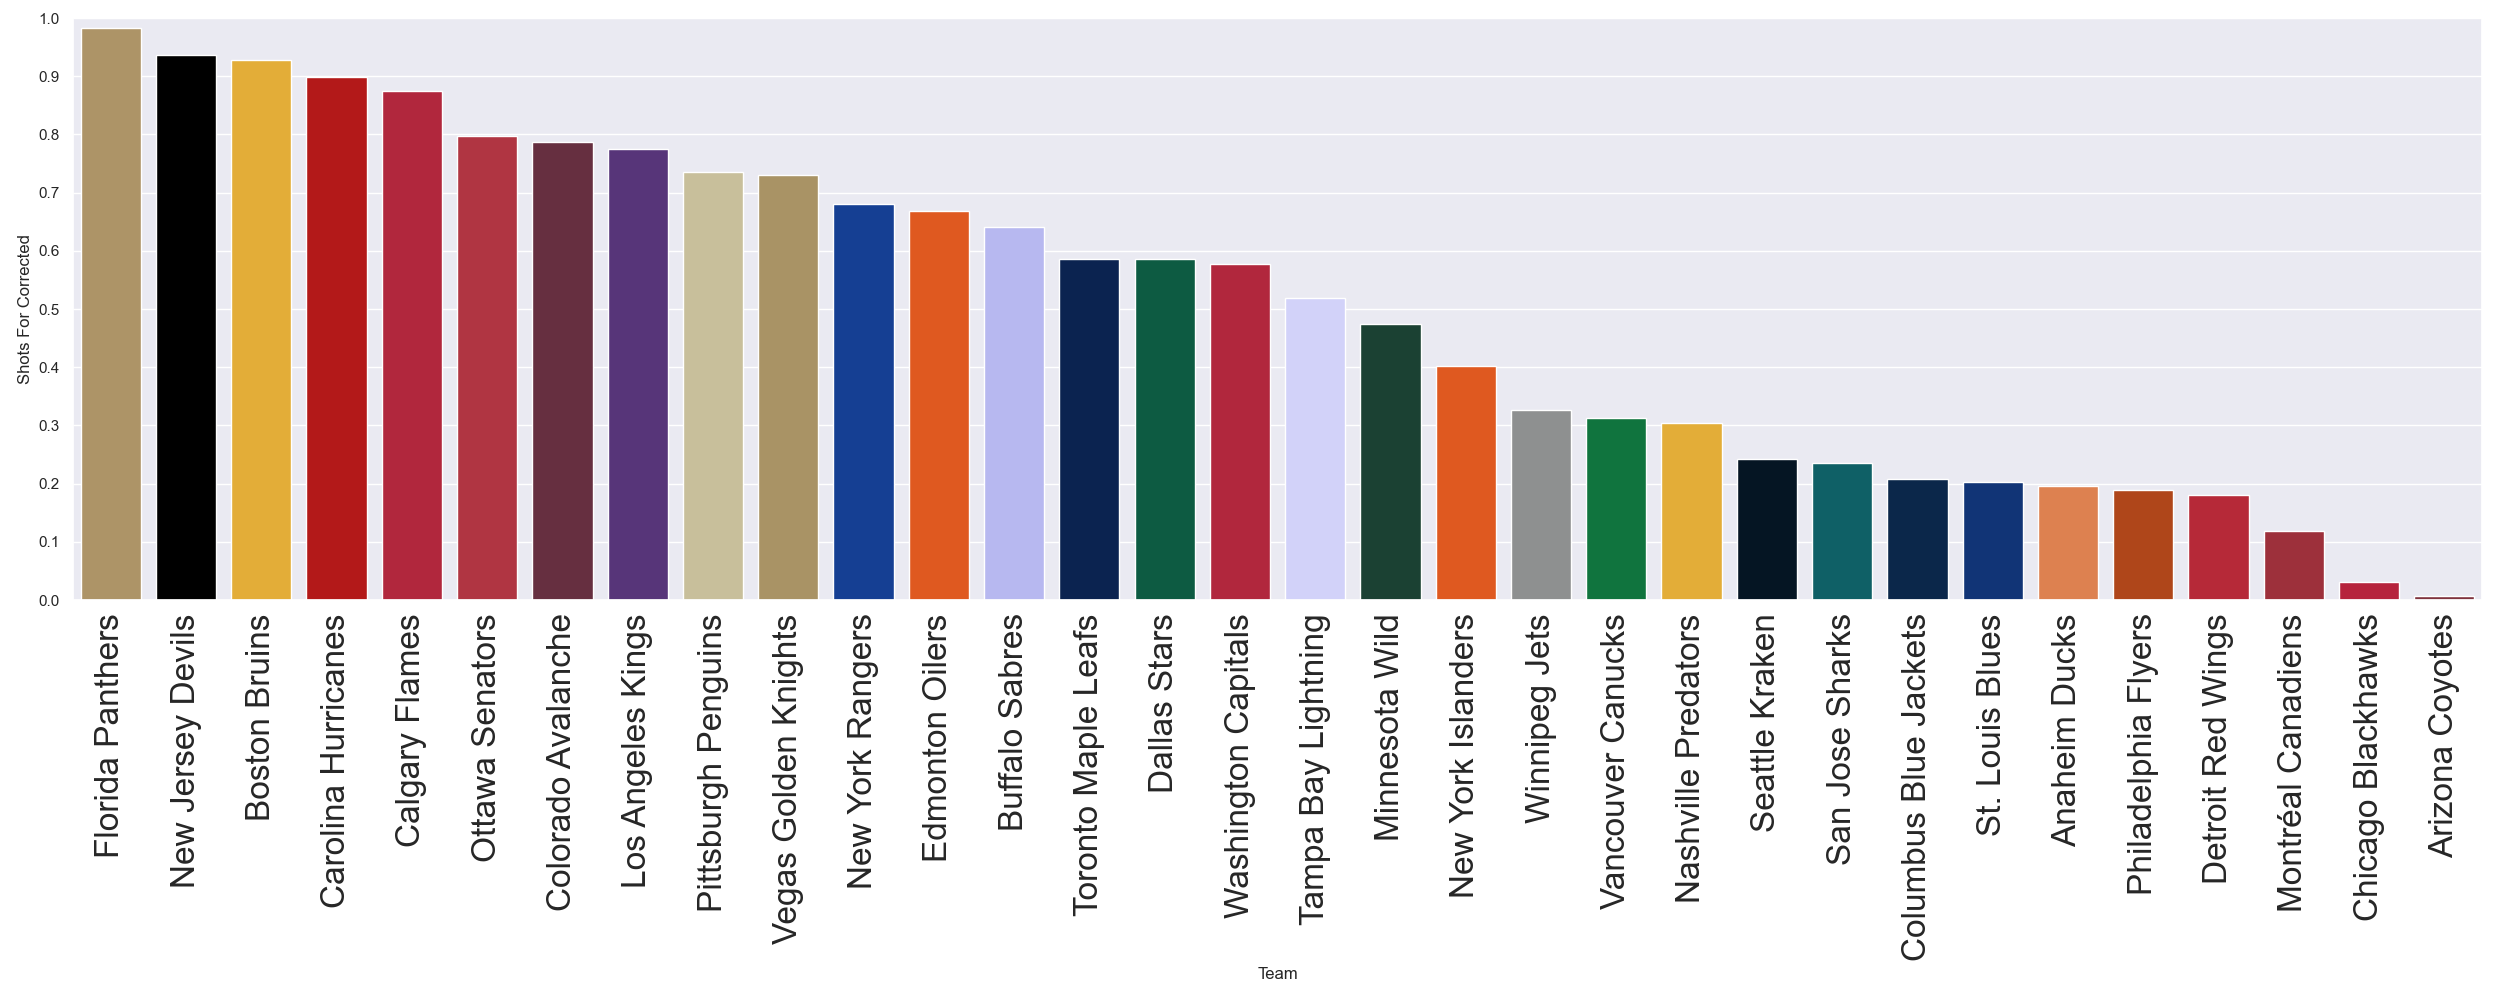 1.0
0.9
0.8
0.7
0.6
0.5
0.4
0.3
0.2
0.1
0.0
Shots For Corrected
Florida Panthers
New Jersey Devils
Boston Bruins
Carolina Hurricanes
Calgary Flames
Ottawa Senators
Colorado Avalanche
Los Angeles Kings
Pittsburgh Penguins
Vegas Golden Knights
New York Rangers
Edmonton Oilers
Buffalo Sabres
Toronto Maple Leafs
Dallas Stars
Washington Capitals
Tampa Bay Lightning
Minnesota Wild
New York Islanders
Winnipeg Jets
Vancouver Canucks
Nashville Predators
Seattle Kraken
San Jose Sharks
Columbus Blue Jackets
St. Louis Blues
Anaheim Ducks
Philadelphia Flyers
Detroit Red Wings
Montréal Canadiens
Chicago Blackhawks
Arizona Coyotes
Team